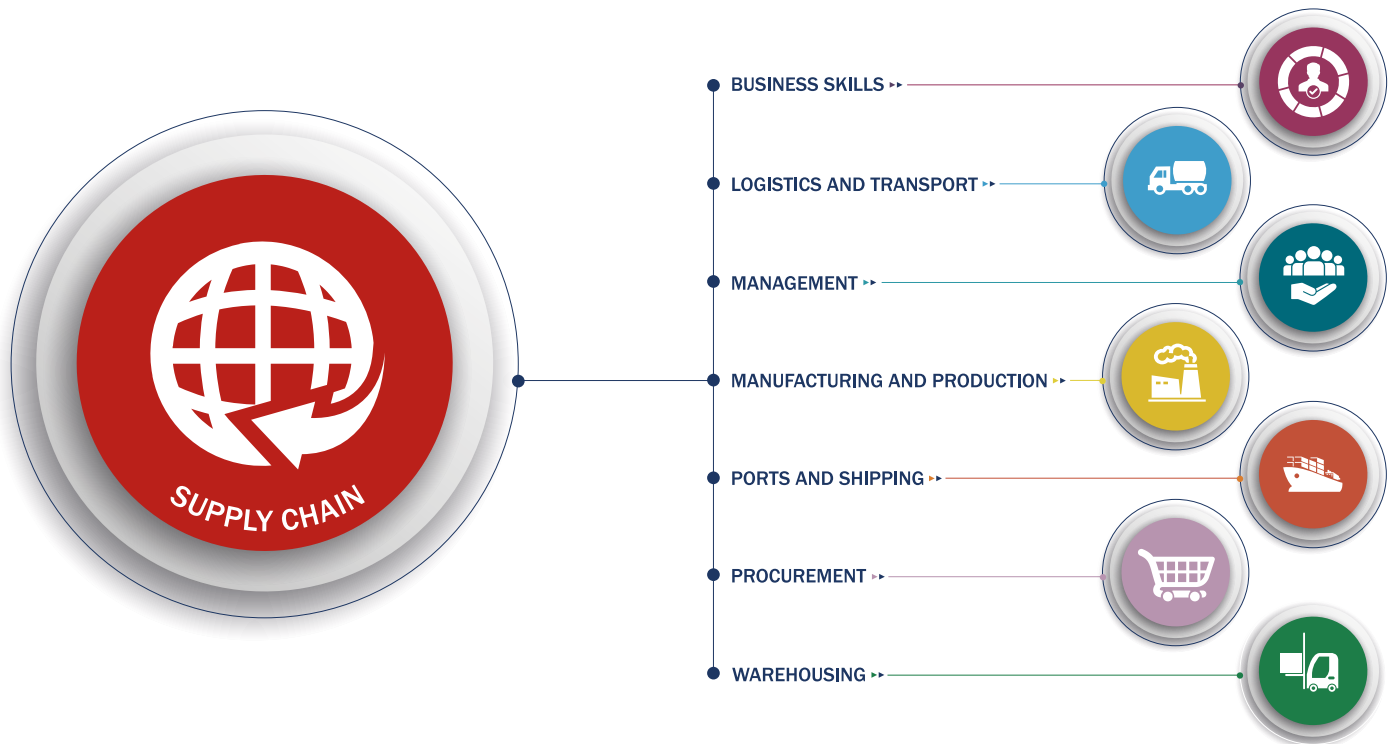 SUPPLY CHAIN
BUSINESS SKILLS
LOGISTICS AND TRANSPORT
MANAGEMENT
MANUFACTURING AND PRODUCTION
PORTS AND SHIPPING
PROCUREMENT
WAREHOUSING